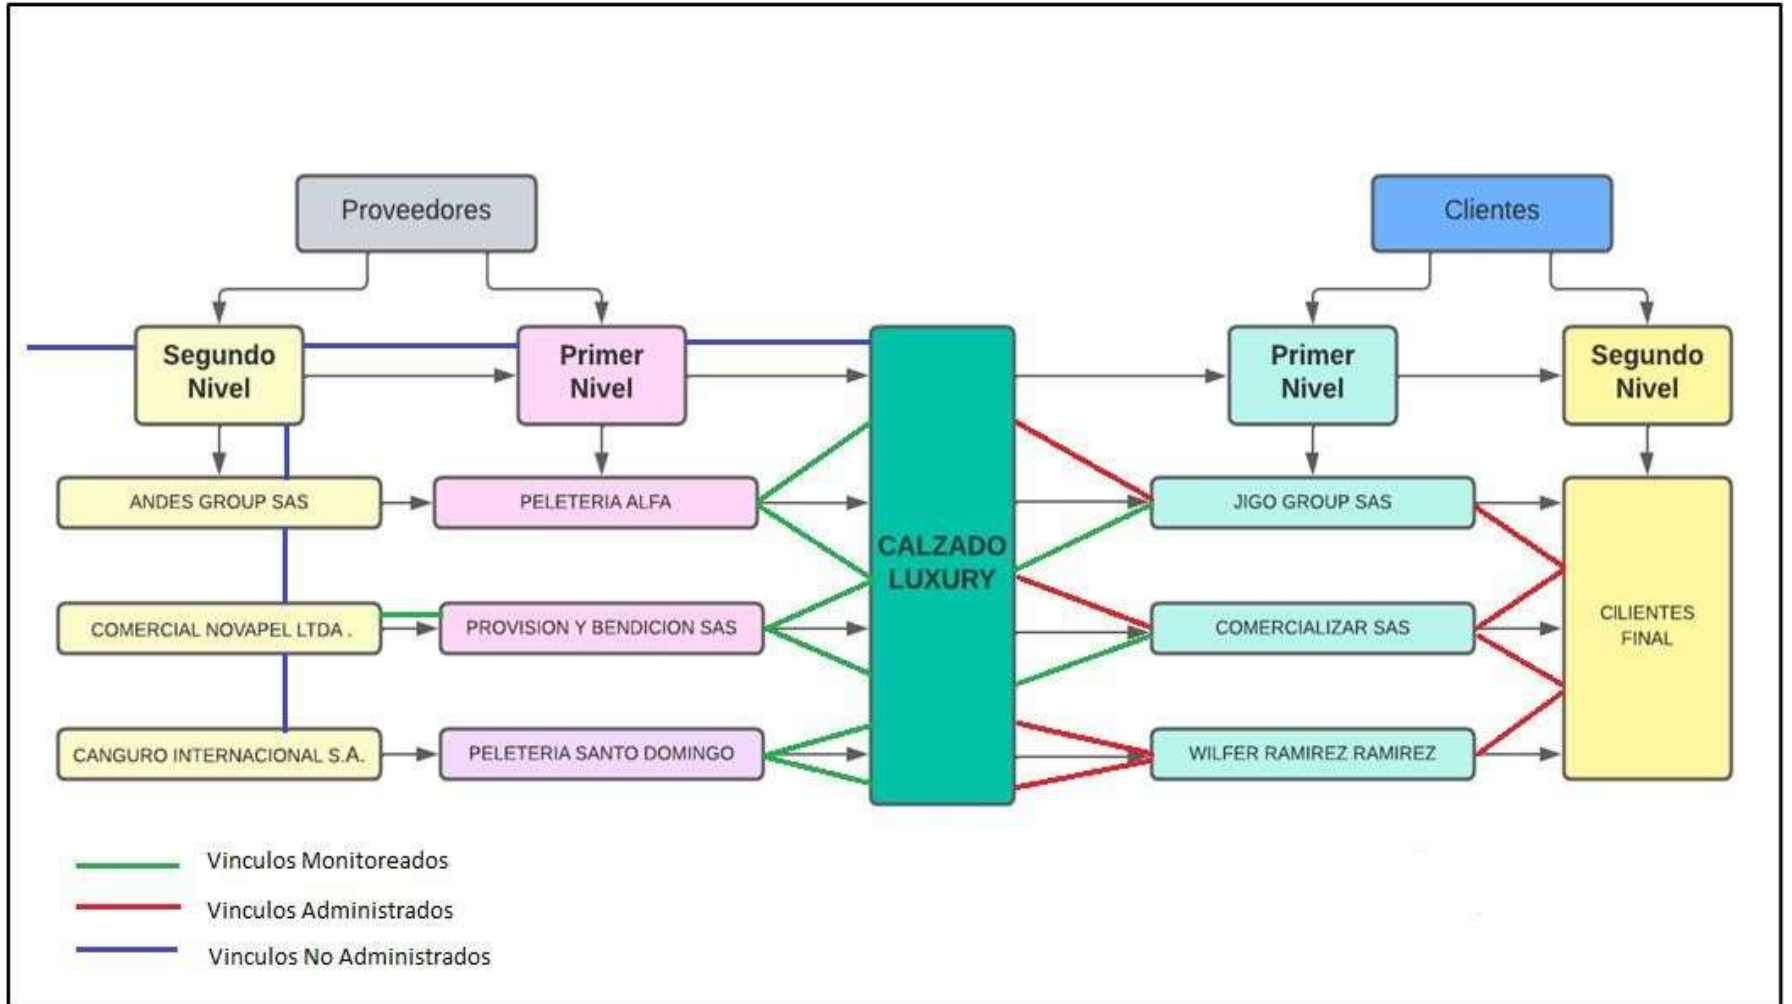 Proveedores
Clientes
Segundo
Nivel
Primer
Nivel
Primer
Nivel
Segundo
Nivel
ANDES GROUP SAS
PELETERIA ALFA
JIGO GROUP SAS
CALZADO
LUXURY
COMERCIAL NOVAPEL LTDA .
PROVISION Y BENDICION SAS
COMERCIALIZAR SAS
CILIENTES
FINAL
CANGURO INTERNACIONAL S.A.
PELETERIA SANTO DOMINGO
WILFER RAMIREZ RAMIREZ
Vinculos Monitoreados
Vinculos Administrados
Vinculos No Administrados